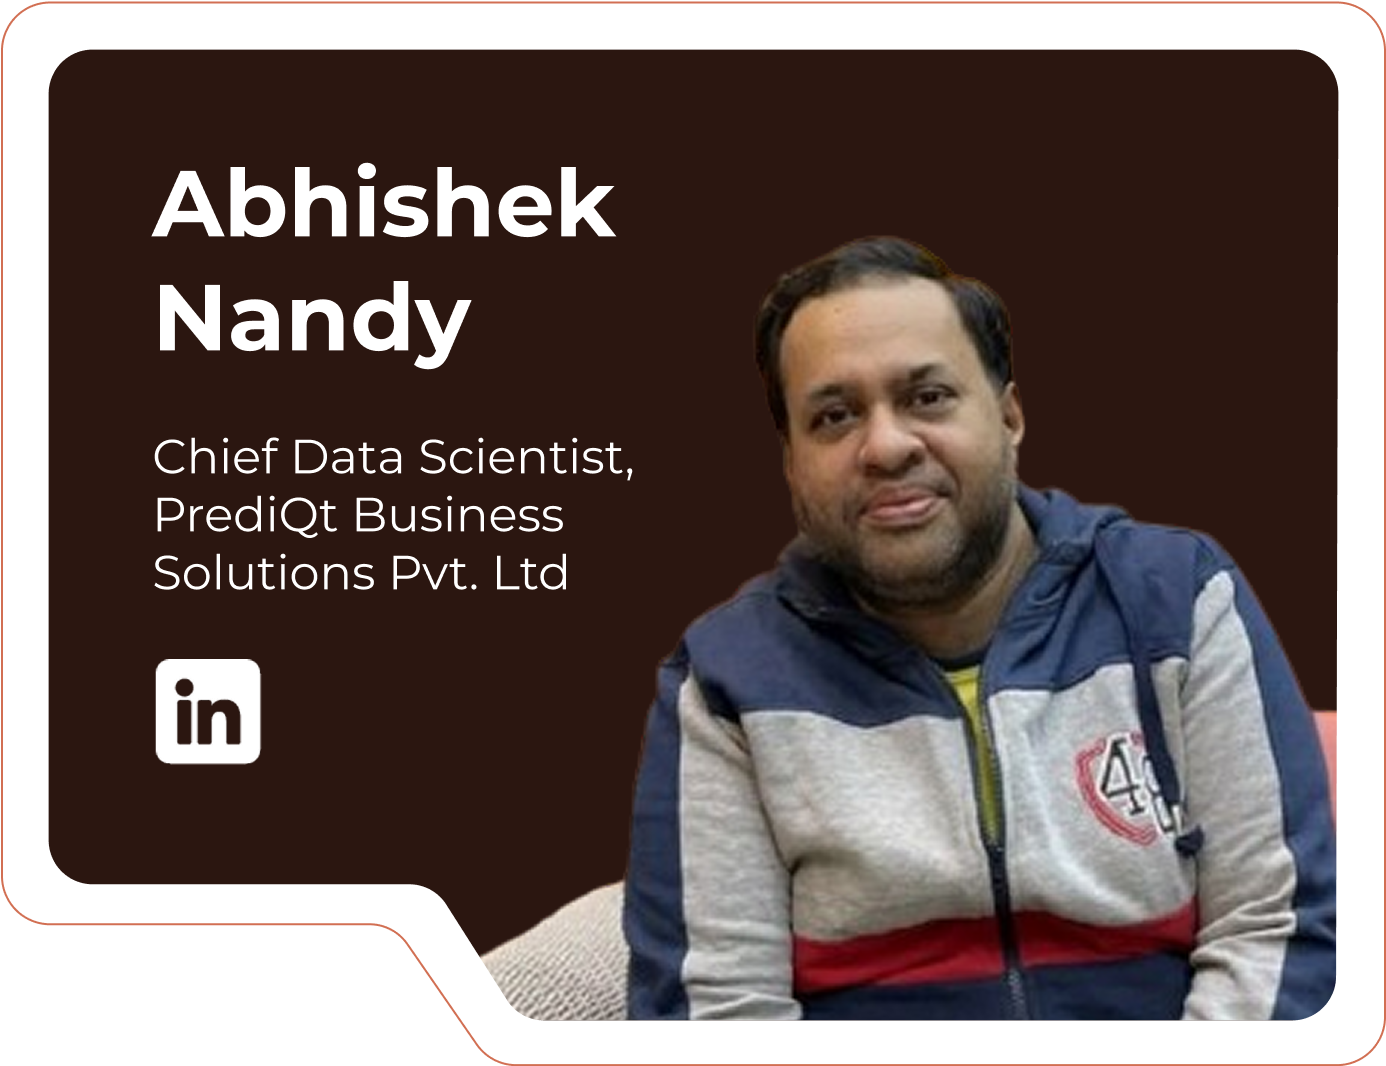 Abhishek
Nandy
Chief Data Scientist,
PrediQt Business
Solutions Pvt. Ltd
in